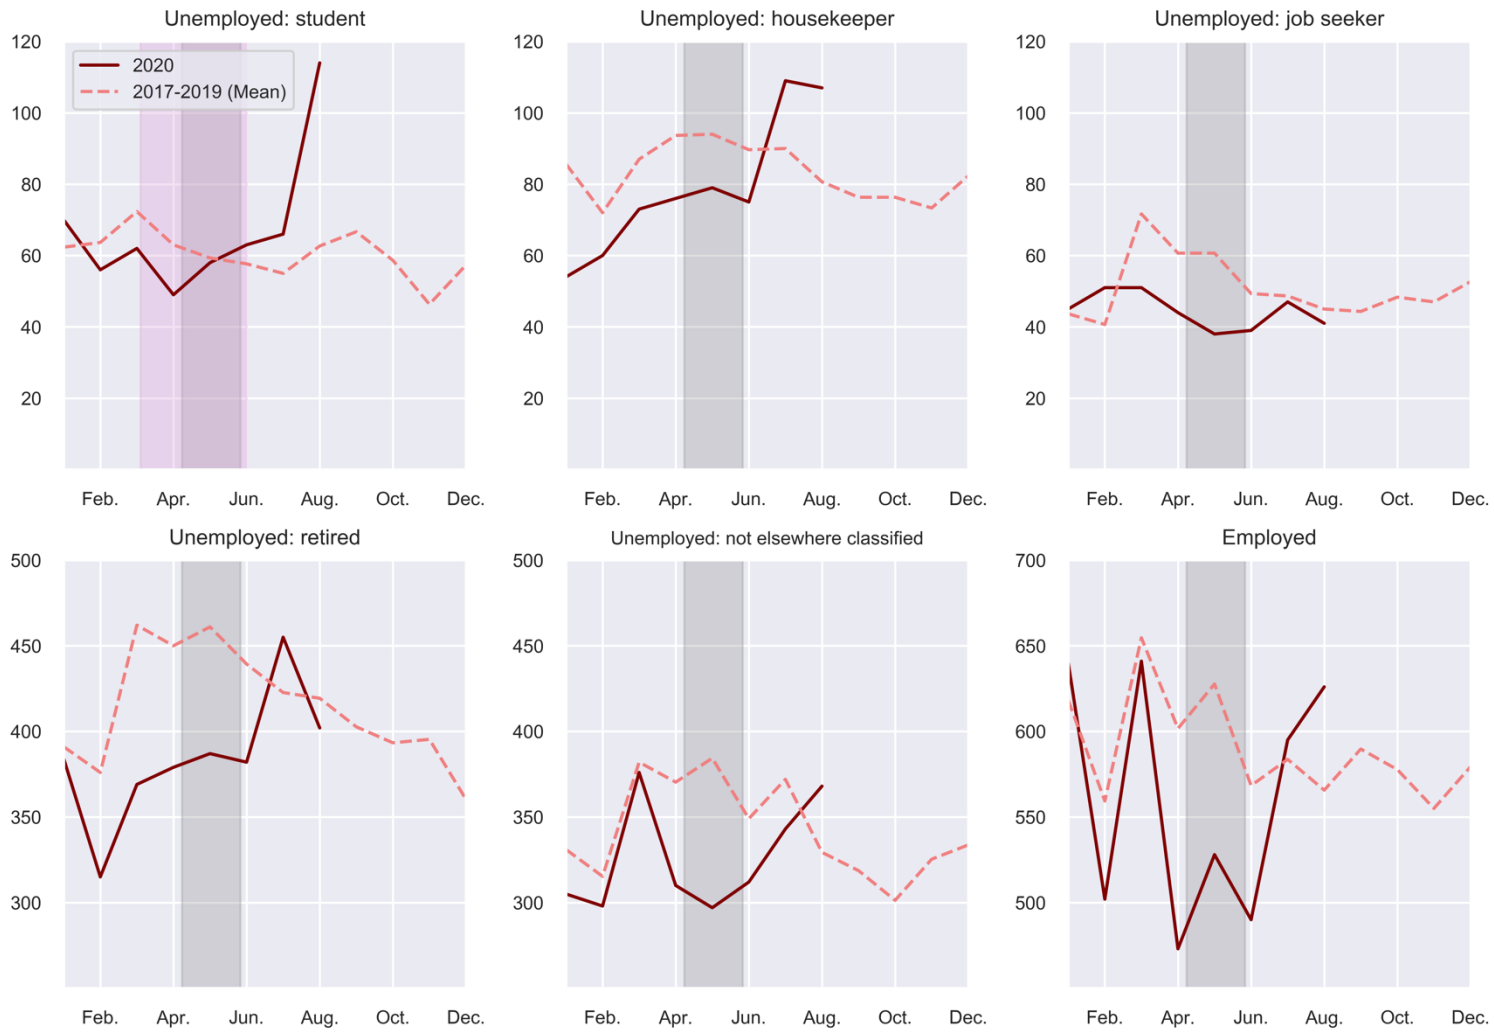 Unemployed: student
120
100
80
60
40
20
2020
2017-2019 (Mean)
Feb. Apr. Jun. Aug. Oct. Dec.
Unemployed: housekeeper
120
100
80
60
40
20
Feb. Apr. Jun. Aug. Oct. Dec.
Unemployed: job seeker
120
100
80
60
40
20
Feb. Apr. Jun. Aug. Oct. Dec.
Unemployed: retired
500
450
400
350
300
Feb. Apr. Jun. Aug. Oct. Dec.
Unemployed: not elsewhere classified
500
450
400
350
300
Feb. Apr. Jun. Aug. Oct. Dec.
Employed
700
650
600
550
500
Feb. Apr. Jun. Aug. Oct. Dec.